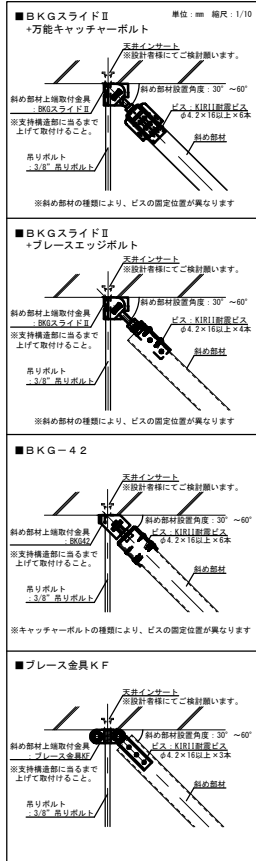 ■BKGスライドⅡ
+万能キャッチャーボルト
単位：㎜ 縮尺：1/10
天井インサート
※設計者様にてご検討願います。
斜め部材設置角度：30°～60°
斜め部材上端取付金具
：BKGスライドⅡ
ビス：KIRII耐震ビス
φ4.2×16以上×6本
※支持構造部に当るまで
上げて取付けること。
斜め部材
吊りボルト
：3/8" 吊りボルト
※斜め部材の種類により、ビスの固定位置が異なります
■BKGスライドⅡ
+ブレースエッジボルト
天井インサート
※設計者様にてご検討願います。
斜め部材設置角度：30°～60°
斜め部材上端取付金具
：BKGスライドⅡ
ビス：KIRII耐震ビス
φ4.2×16以上×4本
※支持構造部に当るまで
上げて取付けること。
斜め部材
吊りボルト
：3/8" 吊りボルト
※斜め部材の種類により、ビスの固定位置が異なります
■BKG－42
天井インサート
※設計者様にてご検討願います。
斜め部材設置角度：30°～60°
斜め部材上端取付金具
：BKG42
ビス：KIRII耐震ビス
φ4.2×16以上×6本
※支持構造部に当るまで
上げて取付けること。
斜め部材
吊りボルト
：3/8" 吊りボルト
※キャッチャーボルトの種類により、ビスの固定位置が異なります
■ブレース金具KF
天井インサート
※設計者様にてご検討願います。
斜め部材設置角度：30°～60°
斜め部材上端取付金具
：ブレース金具KF
ビス：KIRII耐震ビス
φ4.2×16以上×3本
※支持構造部に当るまで
上げて取付けること。
斜め部材
吊りボルト
：3/8" 吊りボルト